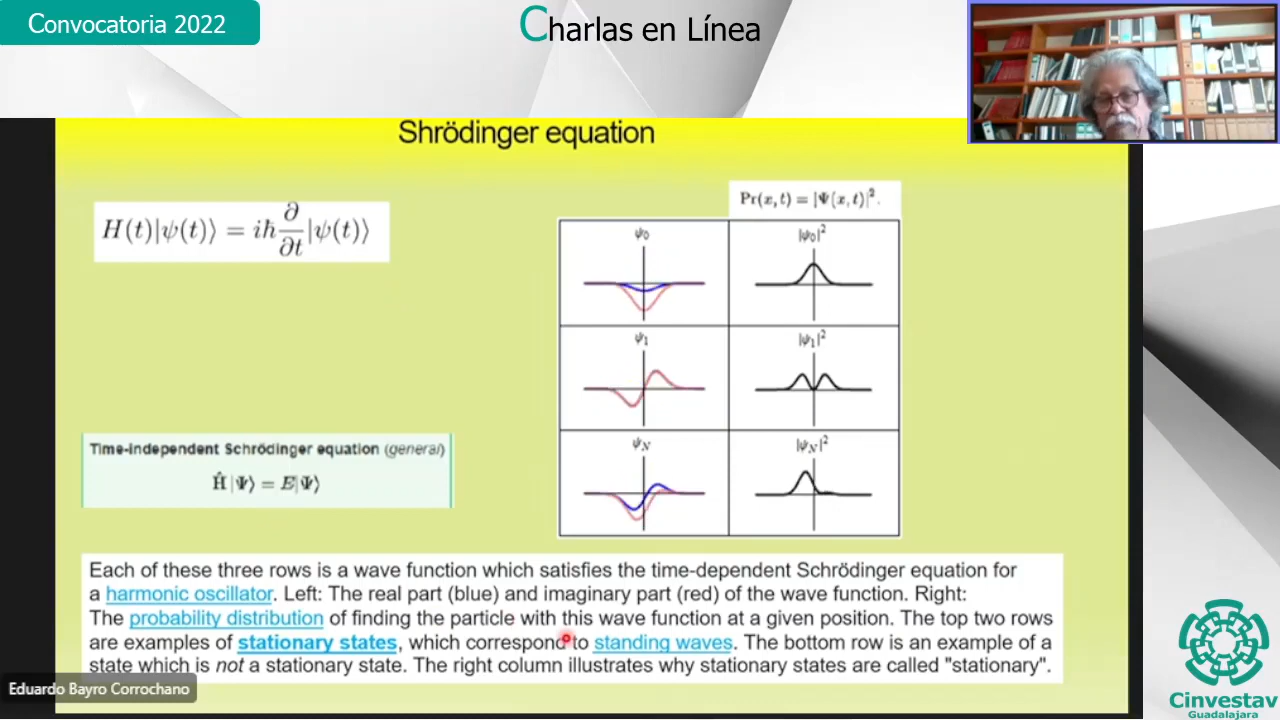 Convocatoria 2022
Charlas en Línea
Shrödinger equation
H(t)|ψ(t)⟩ = iħ ∂/∂t |ψ(t)⟩
Pr(x,t) = |Ψ(x,t)|².
ψ₀
|ψ₀|²
ψ₁
|ψ₁|²
ψ_N
|ψ_N|²
Time-independent Schrödinger equation (general)
Ĥ|Ψ⟩ = E|Ψ⟩
Each of these three rows is a wave function which satisfies the time-dependent Schrödinger equation for
a harmonic oscillator. Left: The real part (blue) and imaginary part (red) of the wave function. Right:
The probability distribution of finding the particle with this wave function at a given position. The top two rows
are examples of stationary states, which correspond to standing waves. The bottom row is an example of a
state which is not a stationary state. The right column illustrates why stationary states are called "stationary".
Eduardo Bayro Corrochano
Cinvestav
Guadalajara